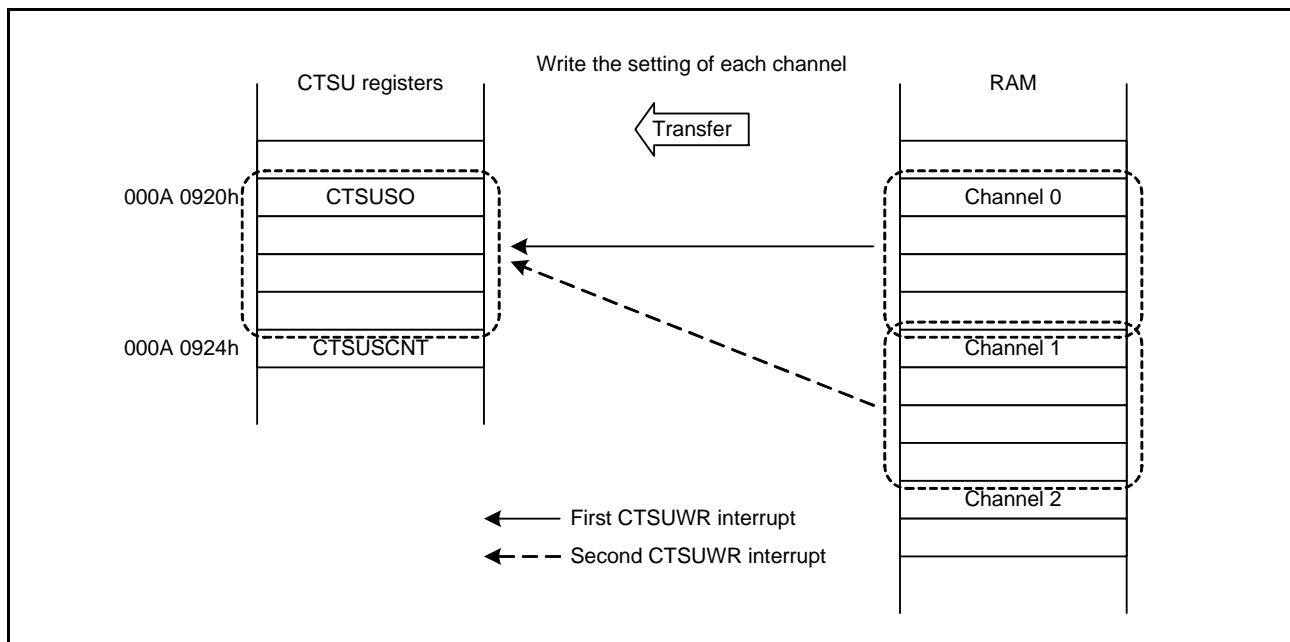 Write the setting of each channel
CTSU registers
RAM
Transfer
000A 0920h
CTSUSO
Channel 0
000A 0924h
CTSUSCNT
Channel 1
Channel 2
First CTSUWR interrupt
Second CTSUWR interrupt